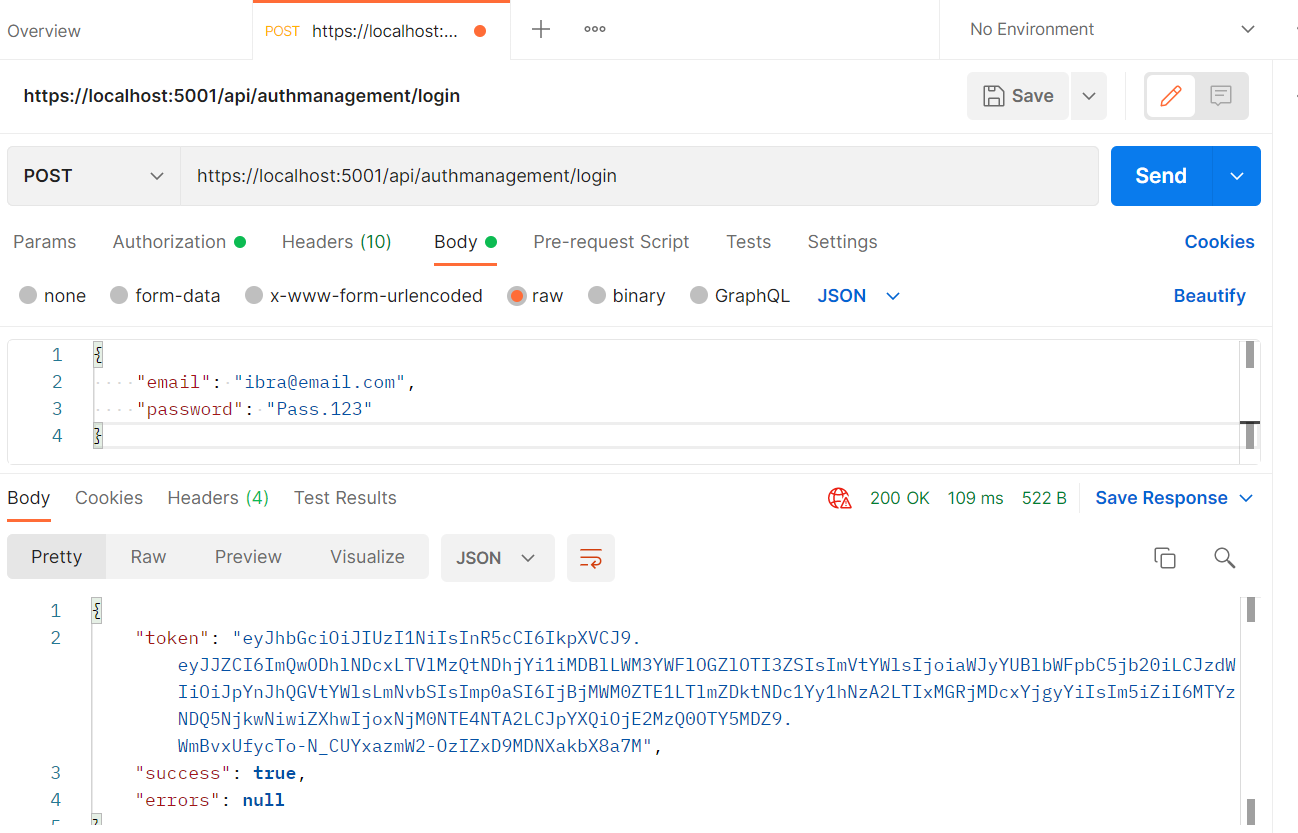 Overview POST https://localhost:... No Environment
https://localhost:5001/api/authmanagement/login Save
POST https://localhost:5001/api/authmanagement/login Send
Params Authorization Headers (10) Body Pre-request Script Tests Settings Cookies
none form-data x-www-form-urlencoded raw binary GraphQL JSON Beautify
1 {
2 "email": "ibra@email.com",
3 "password": "Pass.123"
4 }
Body Cookies Headers (4) Test Results 200 OK 109 ms 522 B Save Response
Pretty Raw Preview Visualize JSON
1 {
2 "token": "eyJhbGciOiJIUzI1NiIsInR5cCI6IkpXVCJ9.
eyJJZCI6ImQwODhlNDcxLTVlMzQtNDhjYi1iMDBlLWM3YWFlOGZlOTI3ZSIsImVtYWlsIjoiaWJyYUBlbWFpbC5jb20iLCJzdW
IiOiJpYnJhQGVtYWlsLmNvbSIsImp0aSI6IjBjMWM0ZTE1LTlmZDktNDc1Yy1hNzA2LTIxMGRjMDcxYjgyYiIsIm5iZiI6MTYz
NDQ5NjkwNiwiZXhwIjoxNjM0NTE4NTA2LCJpYXQiOjE2MzQ0OTY5MDZ9.
WmBvxUfycTo-N_CUYxazmW2-OzIZxD9MDNXakbX8a7M",
3 "success": true,
4 "errors": null
5 }